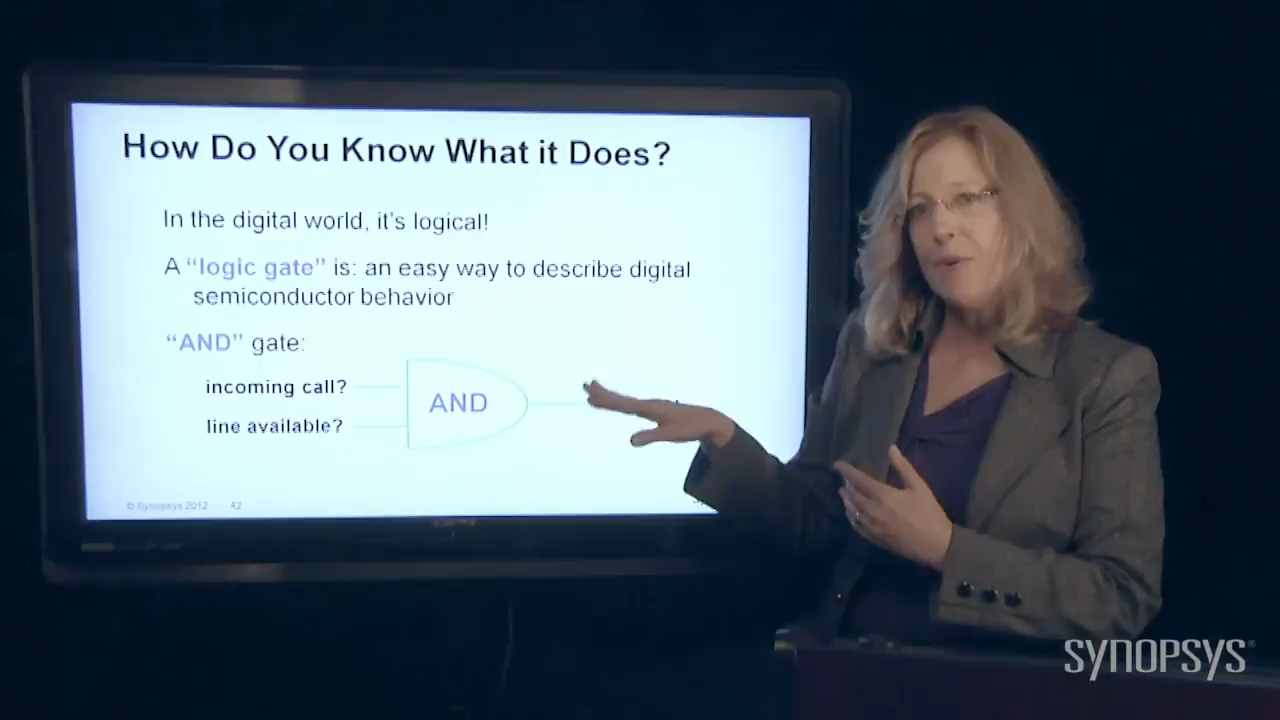 How Do You Know What it Does?
In the digital world, it's logical!
A “logic gate” is: an easy way to describe digital
semiconductor behavior
“AND” gate:
incoming call?
AND
line available?
© Synopsys 2012 42
SYNOPSYS®